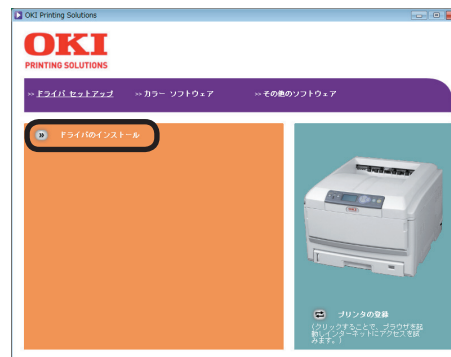 OKI Printing Solutions
OKI
PRINTING SOLUTIONS
>> ドライバ セットアップ >> カラー ソフトウェア >> その他のソフトウェア
ドライバのインストール
OKI
プリンタの登録
(クリックすることで、ブラウザを起
動しインターネットにアクセスを試
みます。)